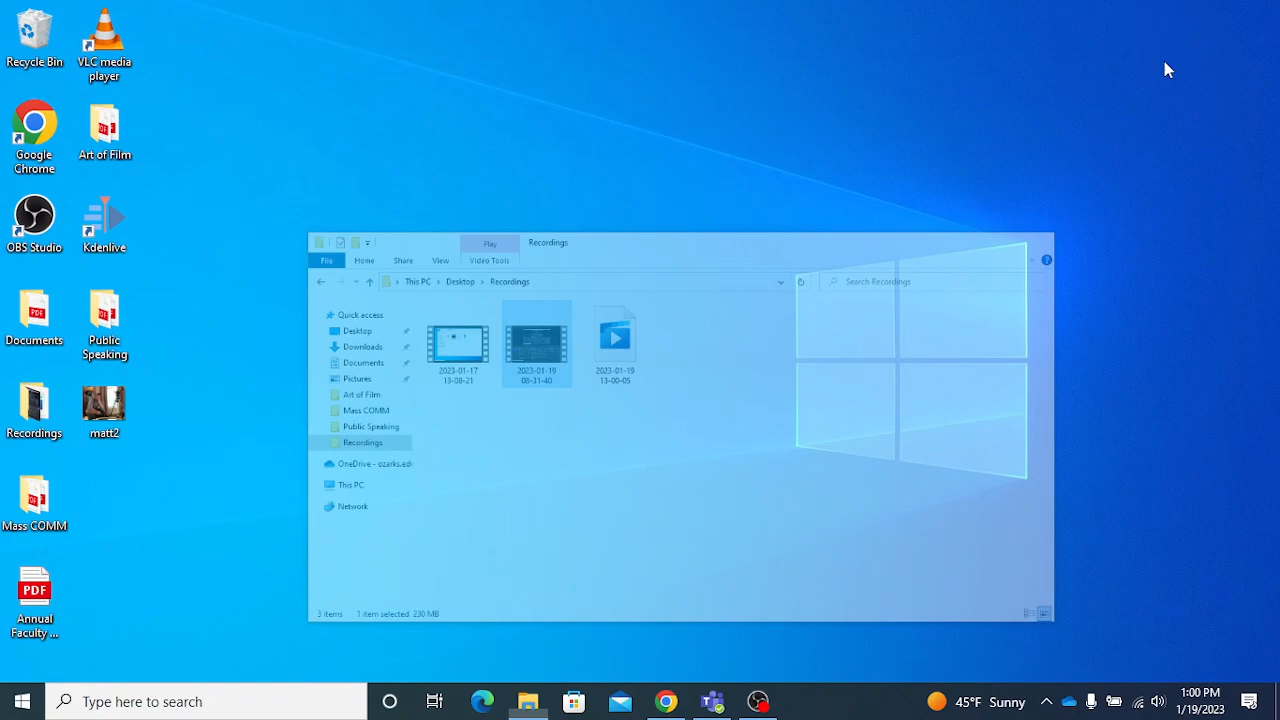 Recycle Bin
VLC media
player
Google
Chrome
Art of Film
OBS Studio
Kdenlive
Documents
Public
Speaking
Recordings
matt2
Mass COMM
PDF
Annual
Faculty ...
Play
Recordings
File
Home
Share
View
Video Tools
This PC
Desktop
Recordings
Search Recordings
Quick access
Desktop
Downloads
Documents
Pictures
Art of Film
Mass COMM
Public Speaking
Recordings
OneDrive - ozarks.edu
This PC
Network
2023-01-17
13-08-21
2023-01-19
08-31-40
2023-01-19
13-00-05
3 items
1 item selected 230 MB
Type here to search
45°F Sunny
1:00 PM
1/19/2023